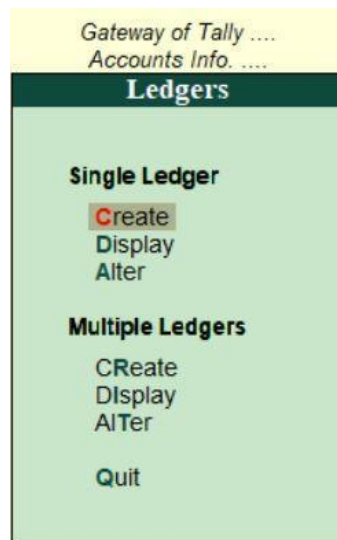 Gateway of Tally ....
Accounts Info. ....
Ledgers
Single Ledger
Create
Display
Alter
Multiple Ledgers
CReate
DIsplay
AlTer
Quit